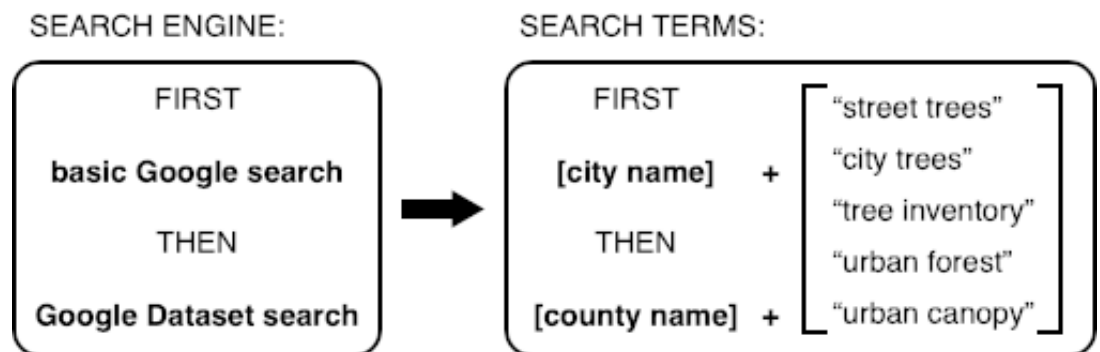 SEARCH ENGINE:
FIRST
basic Google search
THEN
Google Dataset search
SEARCH TERMS:
FIRST
[city name] +
THEN
[county name] +
“street trees”
“city trees”
“tree inventory”
“urban forest”
“urban canopy”